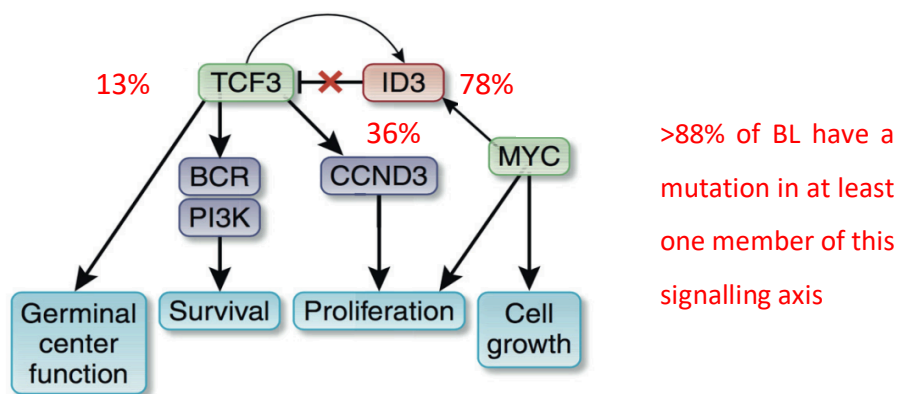 13%
TCF3
ID3
78%
36%
MYC
BCR
CCND3
PI3K
Germinal
center
function
Survival
Proliferation
Cell
growth
>88% of BL have a
mutation in at least
one member of this
signalling axis